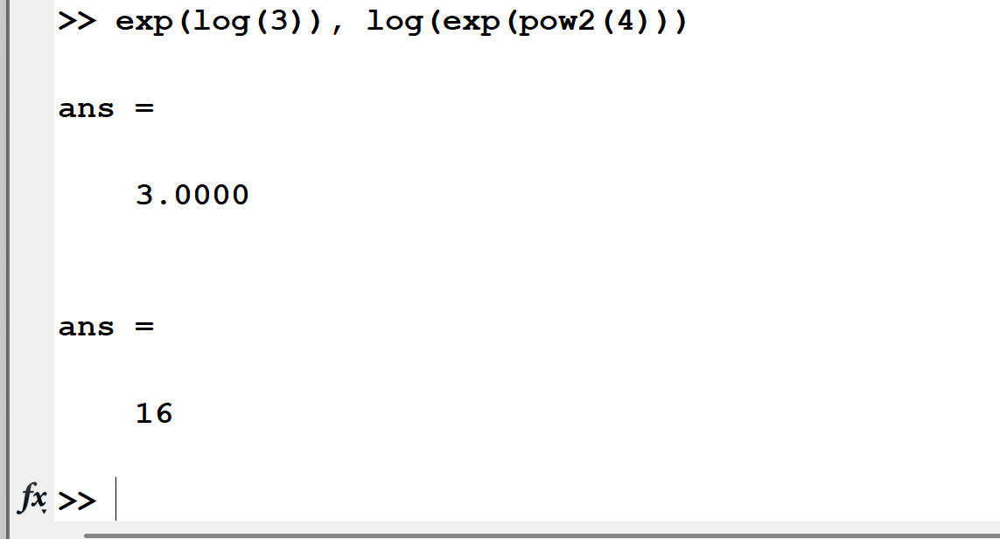 >> exp(log(3)), log(exp(pow2(4)))
ans =
3.0000
ans =
16
fx >>